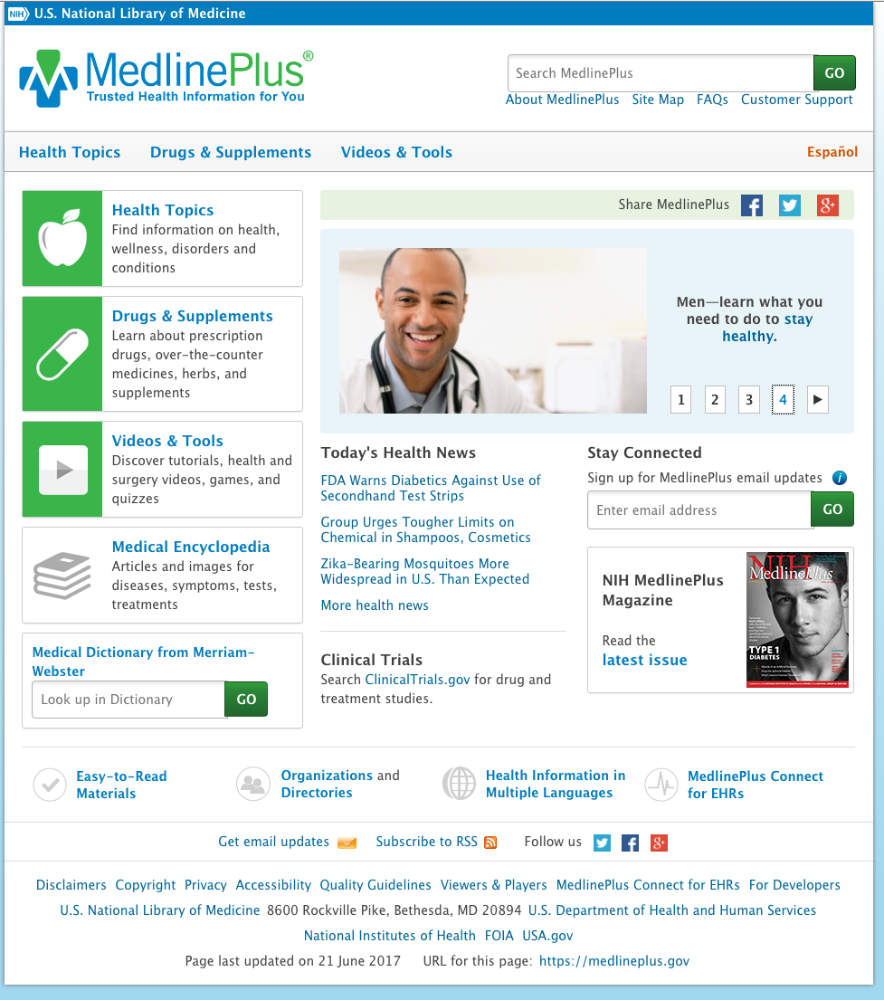 NIH U.S. National Library of Medicine
MedlinePlus®
Trusted Health Information for You
Search MedlinePlus GO
About MedlinePlus Site Map FAQs Customer Support
Health Topics Drugs & Supplements Videos & Tools Español
Health Topics
Find information on health,
wellness, disorders and
conditions
Drugs & Supplements
Learn about prescription
drugs, over-the-counter
medicines, herbs, and
supplements
Videos & Tools
Discover tutorials, health and
surgery videos, games, and
quizzes
Medical Encyclopedia
Articles and images for
diseases, symptoms, tests,
treatments
Medical Dictionary from Merriam-
Webster
Look up in Dictionary GO
Share MedlinePlus
Men—learn what you
need to do to stay
healthy.
1 2 3 4
Today's Health News
FDA Warns Diabetics Against Use of
Secondhand Test Strips
Group Urges Tougher Limits on
Chemical in Shampoos, Cosmetics
Zika-Bearing Mosquitoes More
Widespread in U.S. Than Expected
More health news
Clinical Trials
Search ClinicalTrials.gov for drug and
treatment studies.
Stay Connected
Sign up for MedlinePlus email updates
Enter email address GO
NIH MedlinePlus
Magazine
Read the
latest issue
NIH
MedlinePlus
TYPE 1
DIABETES
Easy-to-Read
Materials
Organizations and
Directories
Health Information in
Multiple Languages
MedlinePlus Connect
for EHRs
Get email updates Subscribe to RSS Follow us
Disclaimers Copyright Privacy Accessibility Quality Guidelines Viewers & Players MedlinePlus Connect for EHRs For Developers
U.S. National Library of Medicine 8600 Rockville Pike, Bethesda, MD 20894 U.S. Department of Health and Human Services
National Institutes of Health FOIA USA.gov
Page last updated on 21 June 2017 URL for this page: https://medlineplus.gov